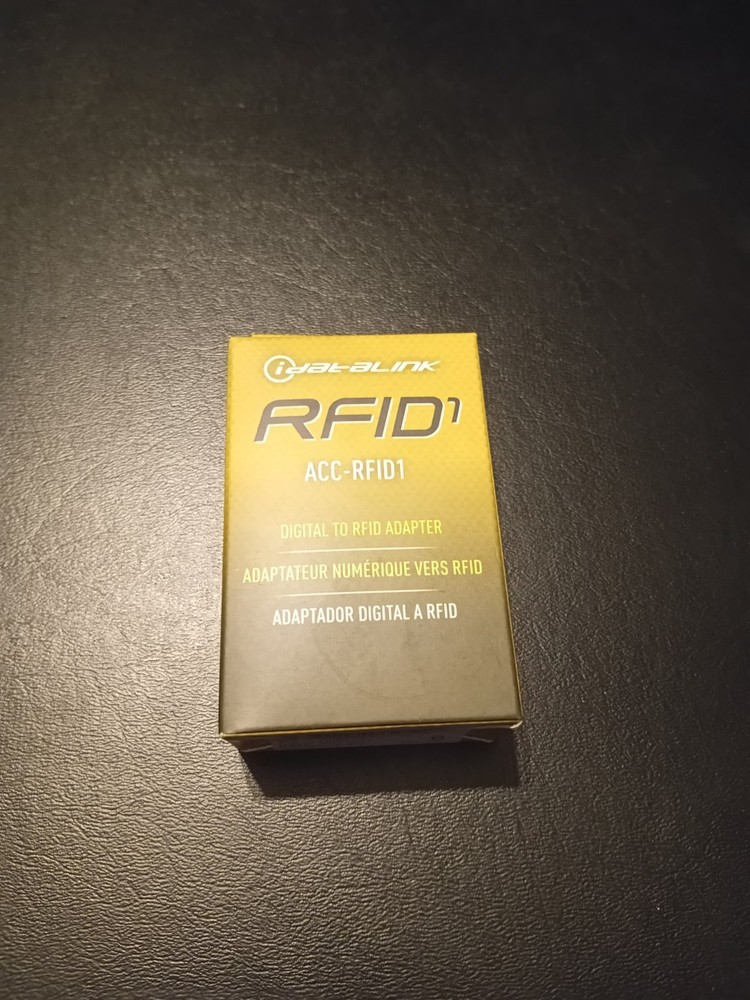 idatalink
RFID1
ACC-RFID1
DIGITAL TO RFID ADAPTER
ADAPTATEUR NUMÉRIQUE VERS RFID
ADAPTADOR DIGITAL A RFID